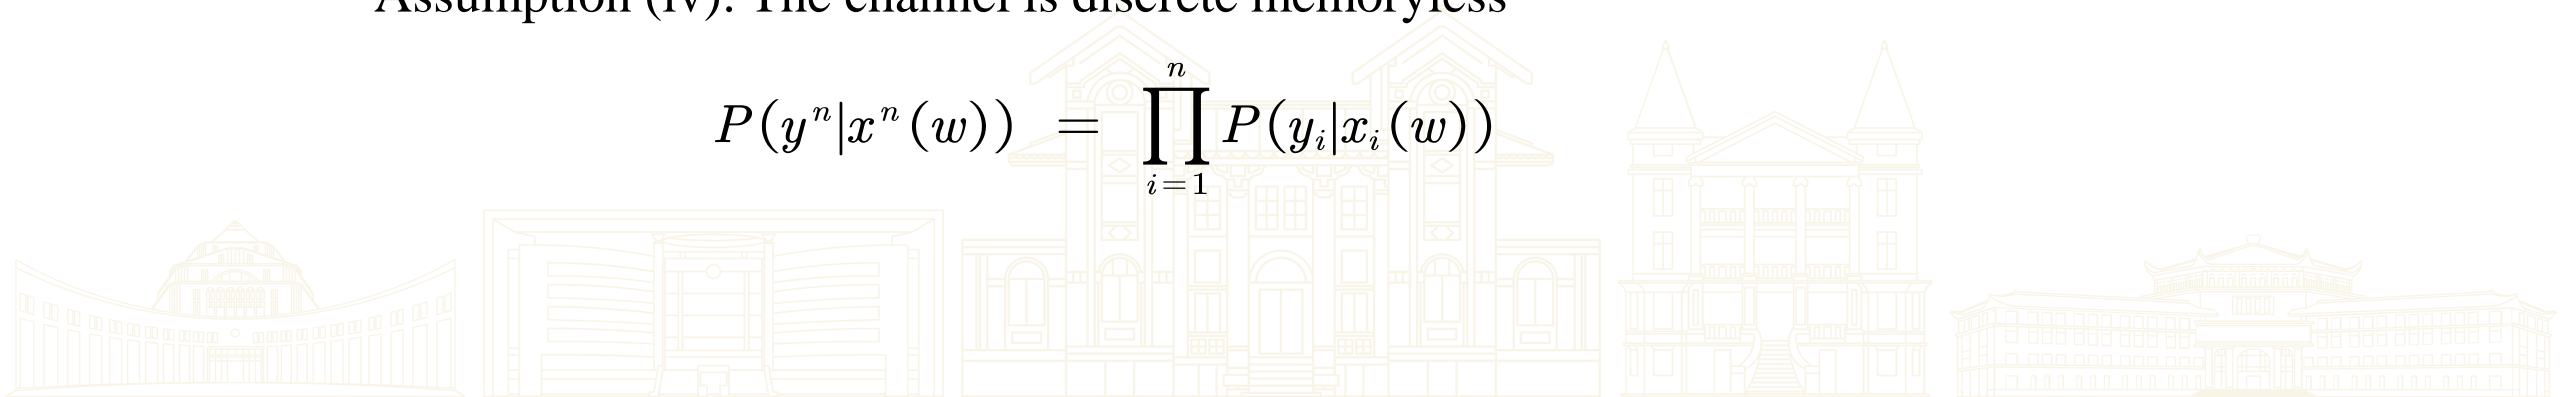 Assumption (iv): The channel is discrete memoryless
P(y^n|x^n(w)) = ∏_{i=1}^{n} P(y_i|x_i(w))